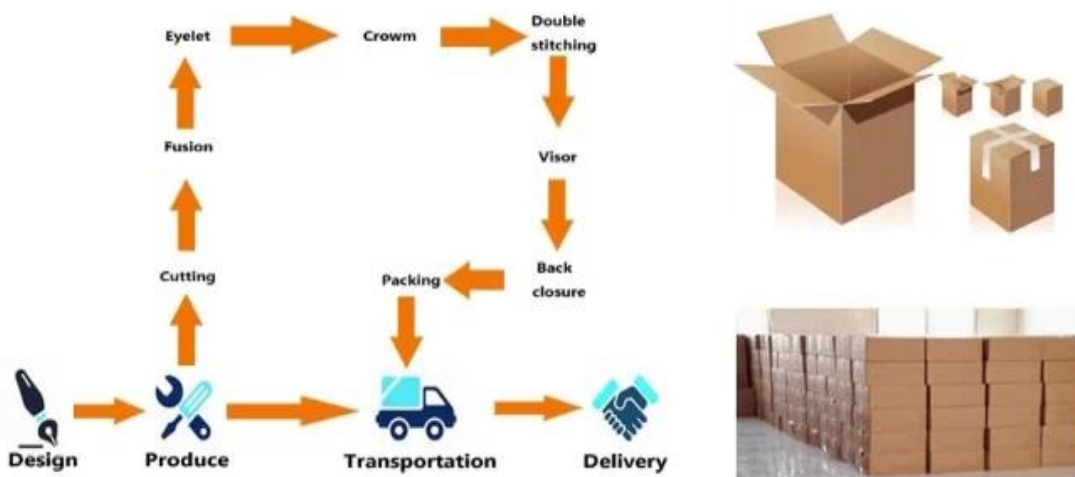 Eyelet
Crowm
Double
stitching
Fusion
Visor
Cutting
Packing
Back
closure
Design
Produce
Transportation
Delivery